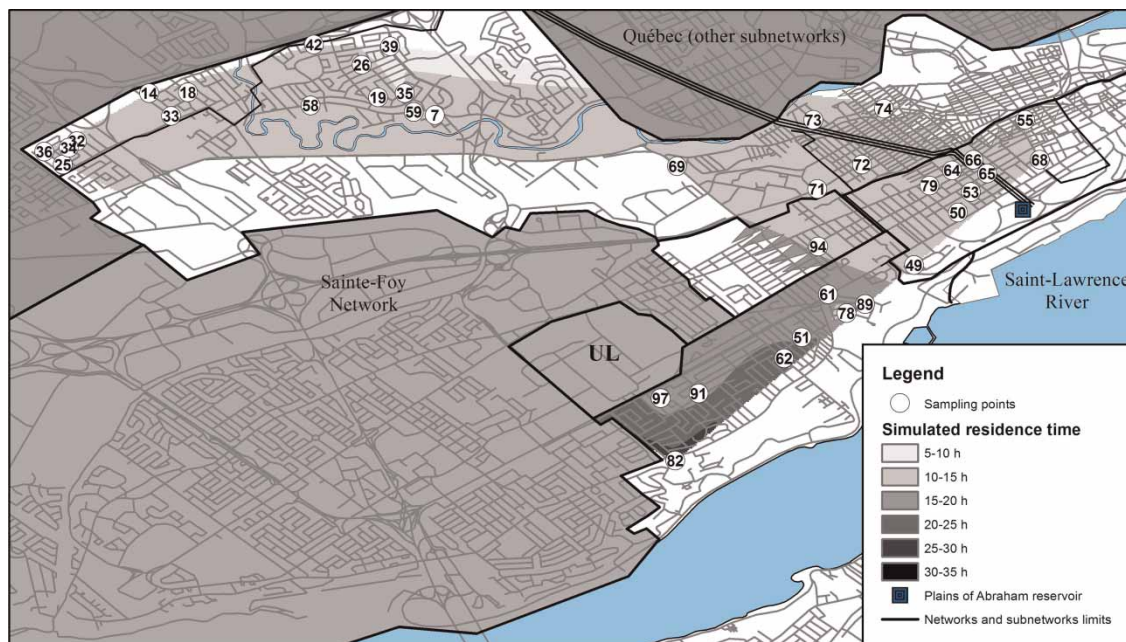 42
39
Québec (other subnetworks)
26
14
18
19
35
58
59
7
33
73
74
55
32
34
36
25
69
72
66
68
64
65
71
79
53
50
94
49
Sainte-Foy
Network
Saint-Lawrence
River
61
89
78
51
UL
62
97
91
82
Legend
Sampling points
Simulated residence time
5-10 h
10-15 h
15-20 h
20-25 h
25-30 h
30-35 h
Plains of Abraham reservoir
Networks and subnetworks limits